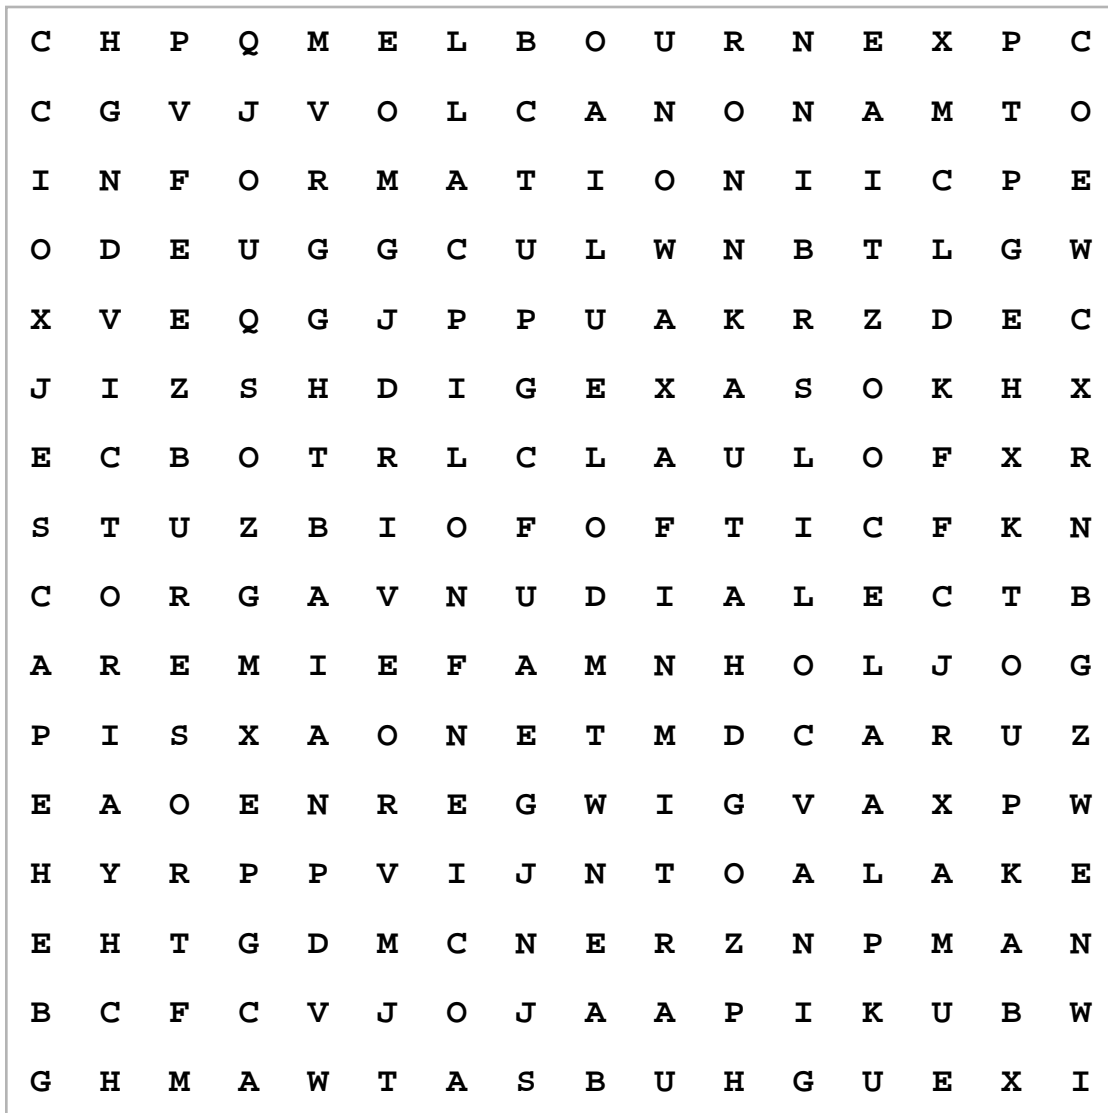 C H P Q M E L B O U R N E X P C
C G V J V O L C A N O N A M T O
I N F O R M A T I O N I I C P E
O D E U G G C U L W N B T L G W
X V E Q G J P P U A K R Z D E C
J I Z S H D I G E X A S O K H X
E C B O T R L C L A U L O F X R
S T U Z B I O F O F T I C F K N
C O R G A V N U D I A L E C T B
A R E M I E F A M N H O L J O G
P I S X A O N E T M D C A R U Z
E A O E N R E G W I G V A X P W
H Y R P P V I J N T O A L A K E
E H T G D M C N E R Z N P M A N
B C F C V J O J A A P I K U B W
G H M A W T A S B U H G U E X I